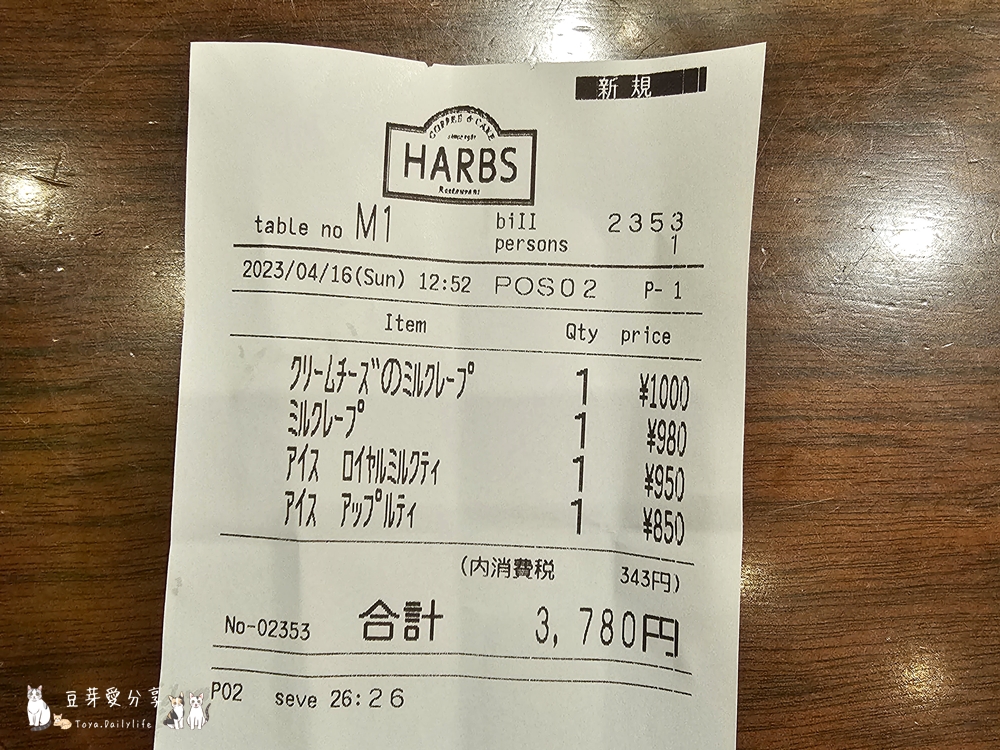 新規
COFFEE & CAKE
since 1981
HARBS
Restaurant
table no M1 bill 2353
persons 1
2023/04/16(Sun) 12:52 POS02 P- 1
Item Qty price
ｸﾘｰﾑﾁｰｽﾞのﾐﾙｸﾚｰﾌﾟ 1 ¥1000
ﾐﾙｸﾚｰﾌﾟ 1 ¥980
ｱｲｽ ﾛｲﾔﾙﾐﾙｸﾃｨ 1 ¥950
ｱｲｽ ｱｯﾌﾟﾙﾃｨ 1 ¥850
(内消費税 343円)
No-02353 合計 3,780円
P02 seve 26:26
豆芽愛分享
Toya.Dailylife